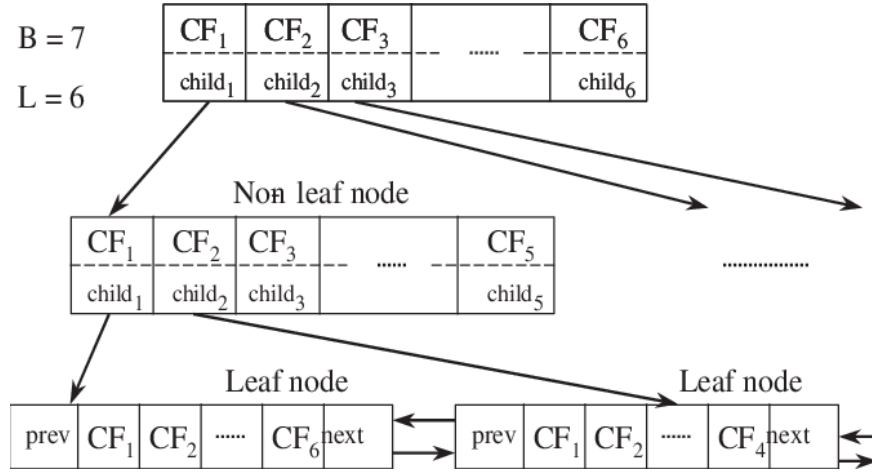 B = 7
L = 6
CF1 CF2 CF3 ...... CF6
child1 child2 child3 child6
Non leaf node
CF1 CF2 CF3 ...... CF5
child1 child2 child3 child5
Leaf node Leaf node
prev CF1 CF2 ...... CF6 next prev CF1 CF2 ...... CF4 next